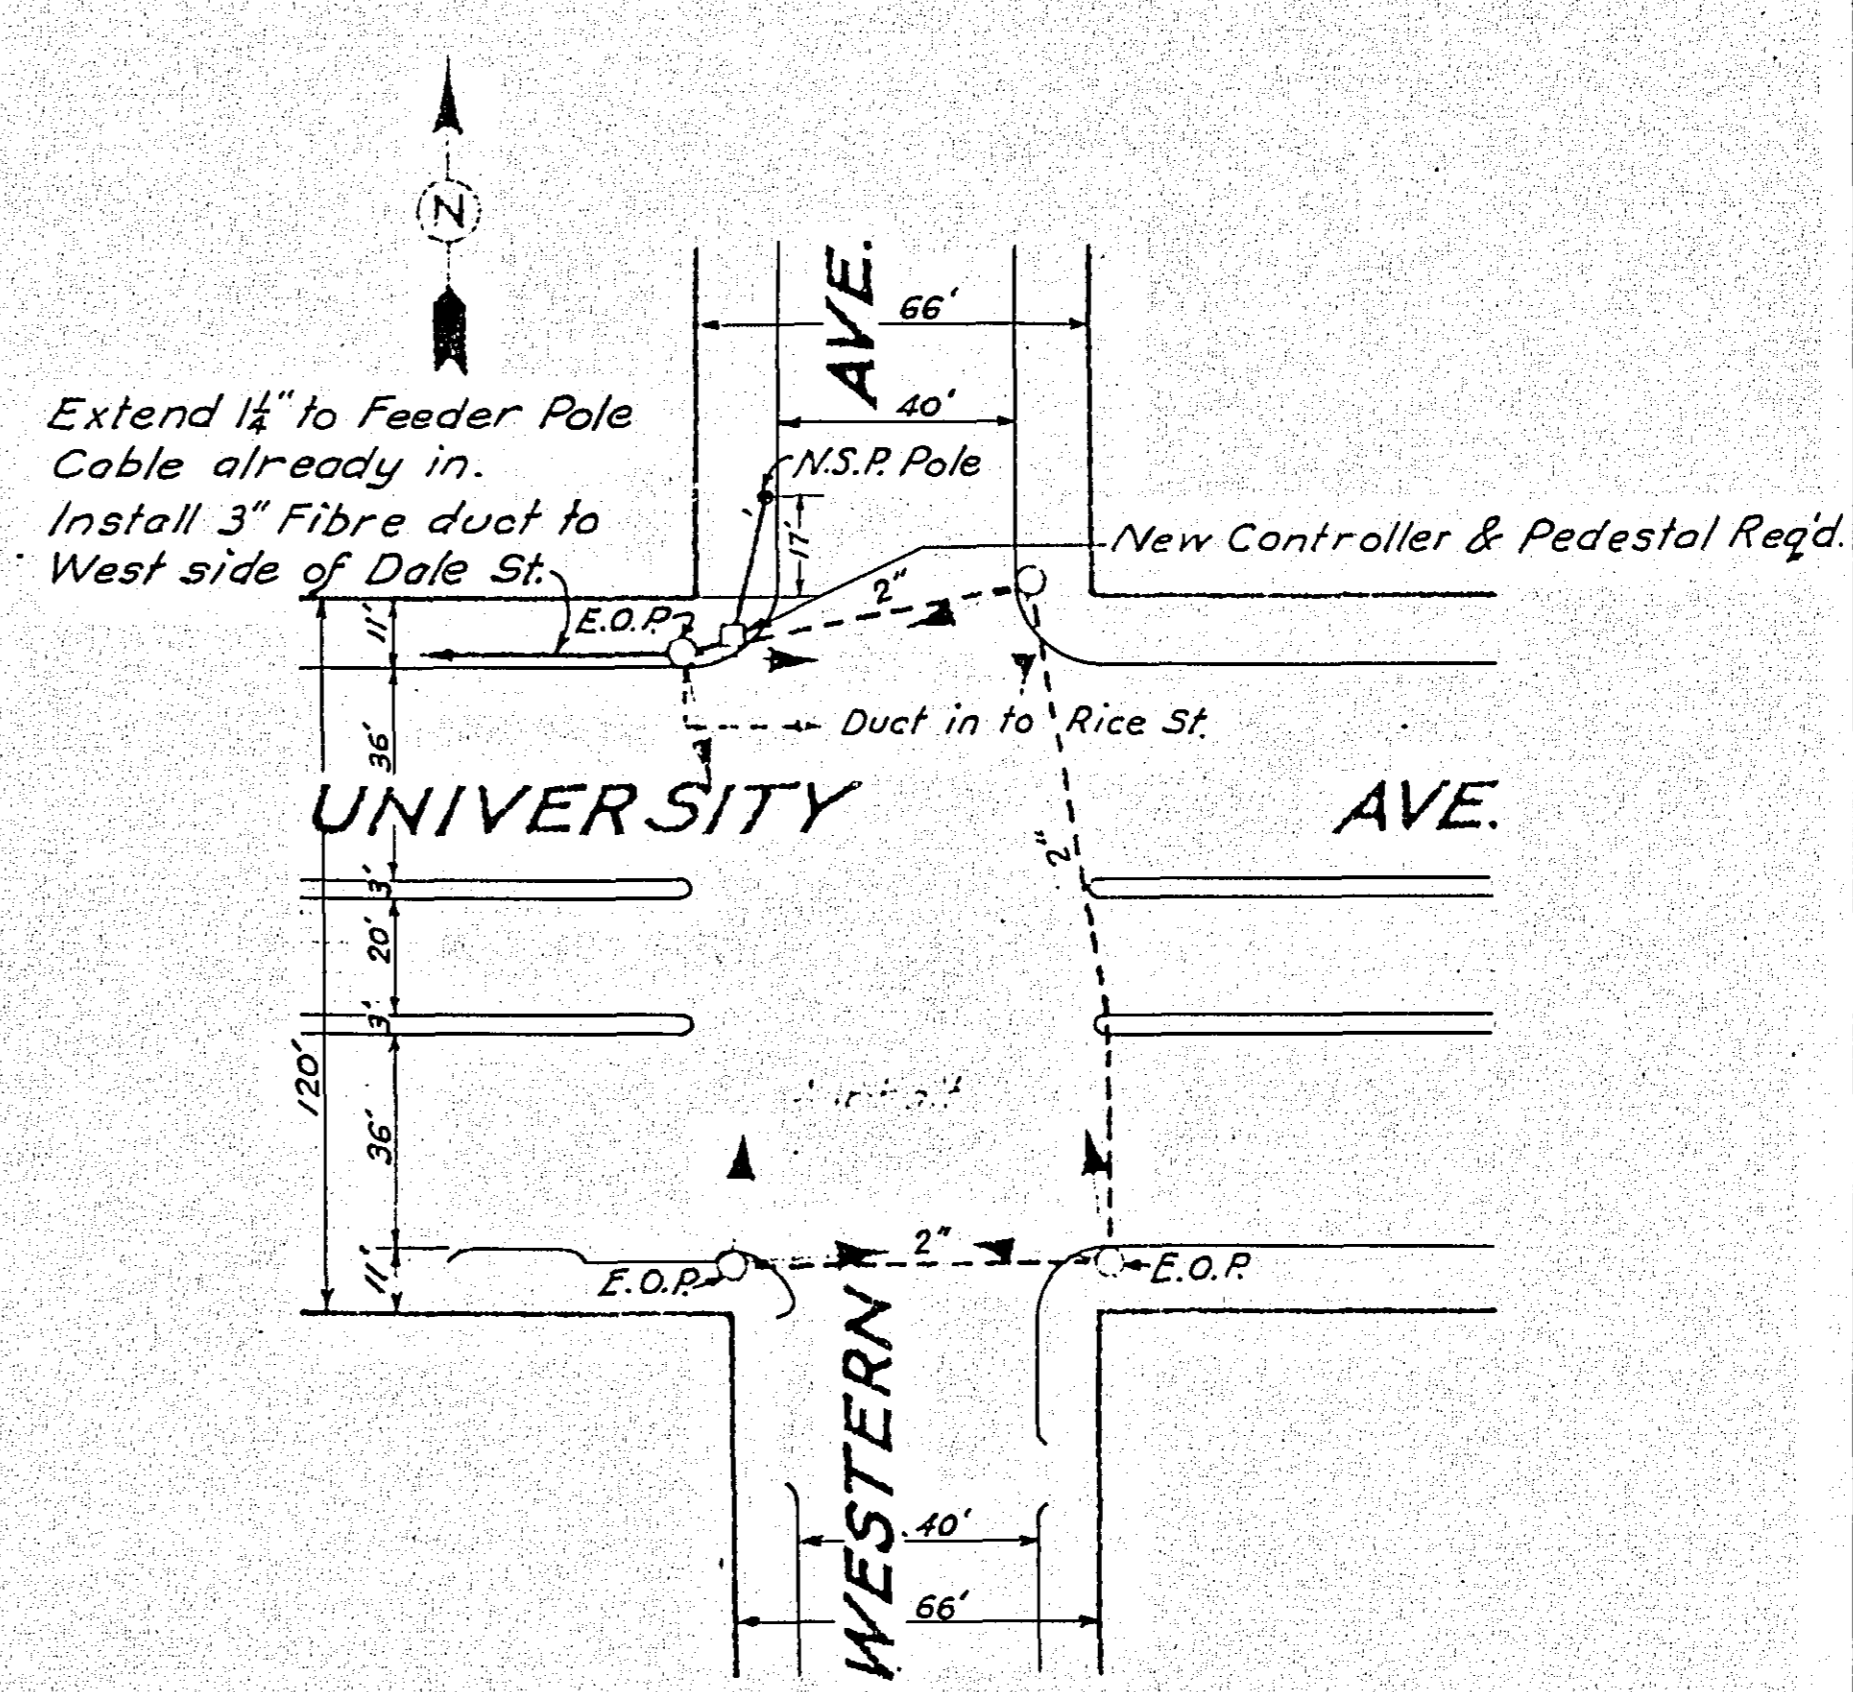 N
AVE.
66'
Extend 1¼" to Feeder Pole
Cable already in.
Install 3" Fibre duct to
West side of Dale St.
40'
N.S.P. Pole
17'
New Controller & Pedestal Req'd.
2"
11'
E.O.P.
Duct in to Rice St.
36'
UNIVERSITY AVE.
2"
3'
20'
3'
120'
36'
2"
11'
E.O.P.
E.O.P.
WESTERN
40'
66'